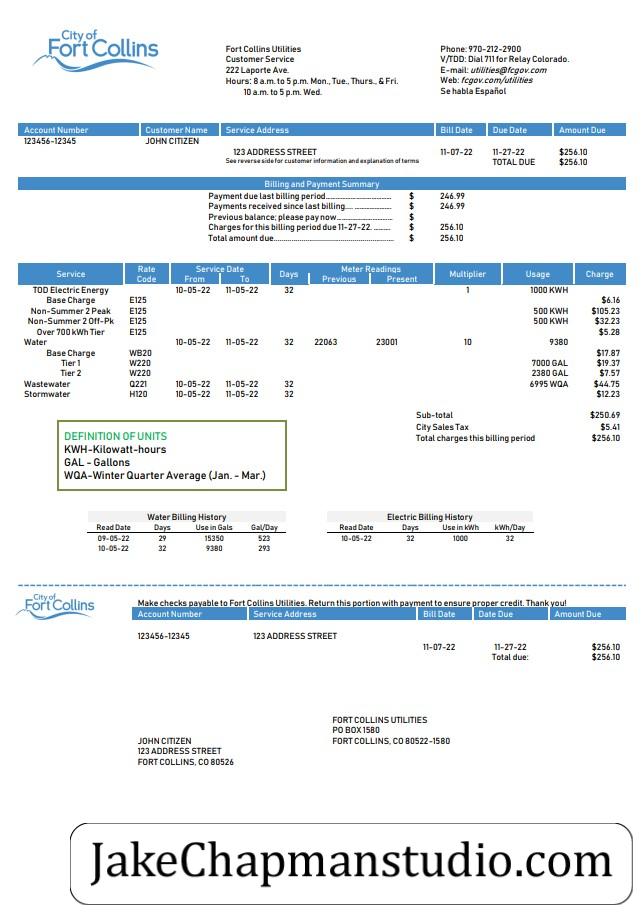 City of
Fort Collins
Fort Collins Utilities
Customer Service
222 Laporte Ave.
Hours: 8 a.m. to 5 p.m. Mon., Tue., Thurs., & Fri.
10 a.m. to 5 p.m. Wed.
Phone: 970-212-2900
V/TDD: Dial 711 for Relay Colorado.
E-mail: utilities@fcgov.com
Web: fcgov.com/utilities
Se habla Español
Account Number Customer Name Service Address Bill Date Due Date Amount Due
123456-12345 JOHN CITIZEN
123 ADDRESS STREET 11-07-22 11-27-22 $256.10
See reverse side for customer information and explanation of terms TOTAL DUE $256.10
Billing and Payment Summary
Payment due last billing period................................ $ 246.99
Payments received since last billing.... .................. $ 246.99
Previous balance; please pay now........................ $
Charges for this billing period due 11-27-22. ........ $ 256.10
Total amount due................................................ $ 256.10
Service Rate Code Service Date From To Days Meter Readings Previous Present Multiplier Usage Charge
TOD Electric Energy 10-05-22 11-05-22 32 1 1000 KWH
Base Charge E125 $6.16
Non-Summer 2 Peak E125 500 KWH $105.23
Non-Summer 2 Off-Pk E125 500 KWH $32.23
Over 700 kWh Tier E125 $5.28
Water 10-05-22 11-05-22 32 22063 23001 10 9380
Base Charge WB20 $17.87
Tier 1 W220 7000 GAL $19.37
Tier 2 W220 2380 GAL $7.57
Wastewater Q221 10-05-22 11-05-22 32 6995 WQA $44.75
Stormwater H120 10-05-22 11-05-22 32 $12.23
Sub-total $250.69
City Sales Tax $5.41
Total charges this billing period $256.10
DEFINITION OF UNITS
KWH-Kilowatt-hours
GAL - Gallons
WQA-Winter Quarter Average (Jan. - Mar.)
Water Billing History
Read Date Days Use in Gals Gal/Day
09-05-22 29 15350 523
10-05-22 32 9380 293
Electric Billing History
Read Date Days Use in kWh kWh/Day
10-05-22 32 1000 32
City of
Fort Collins
Make checks payable to Fort Collins Utilities. Return this portion with payment to ensure proper credit. Thank you!
Account Number Service Address Bill Date Date Due Amount Due
123456-12345 123 ADDRESS STREET
11-07-22 11-27-22 $256.10
Total due: $256.10
FORT COLLINS UTILITIES
PO BOX 1580
FORT COLLINS, CO 80522-1580
JOHN CITIZEN
123 ADDRESS STREET
FORT COLLINS, CO 80526
JakeChapmanstudio.com